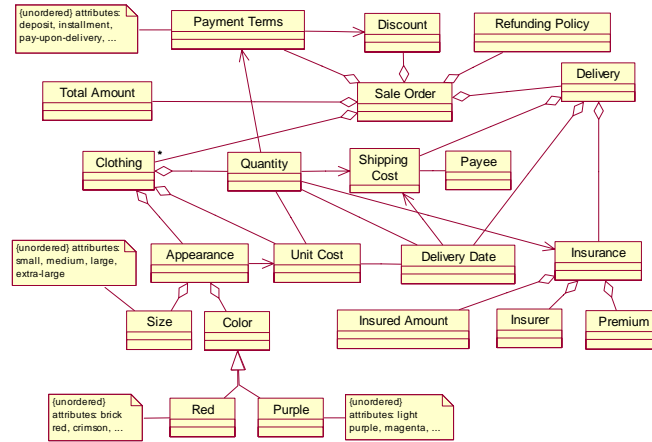 {unordered} attributes:
deposit, installment,
pay-upon-delivery, ...
Payment Terms
Discount
Refunding Policy
Total Amount
Sale Order
Delivery
*
Clothing
Quantity
Shipping
Cost
Payee
{unordered} attributes:
small, medium, large,
extra-large
Appearance
Unit Cost
Delivery Date
Insurance
Size
Color
Insured Amount
Insurer
Premium
{unordered}
attributes: brick
red, crimson, ...
Red
Purple
{unordered}
attributes: light
purple, magenta, ...